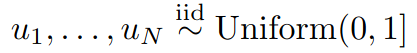 $u_1, \ldots, u_N \overset{\text{iid}}{\sim} \text{Uniform}(0, 1]$